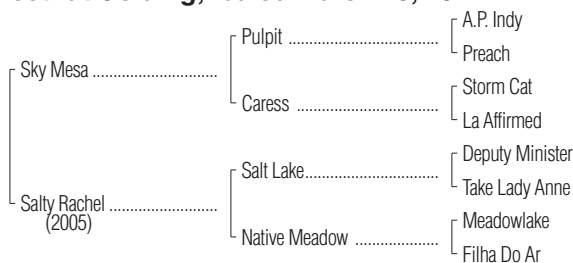 Pulpit
A.P. Indy
Preach
Sky Mesa
Caress
Storm Cat
La Affirmed
Salty Rachel
(2005)
Salt Lake
Deputy Minister
Take Lady Anne
Native Meadow
Meadowlake
Filha Do Ar